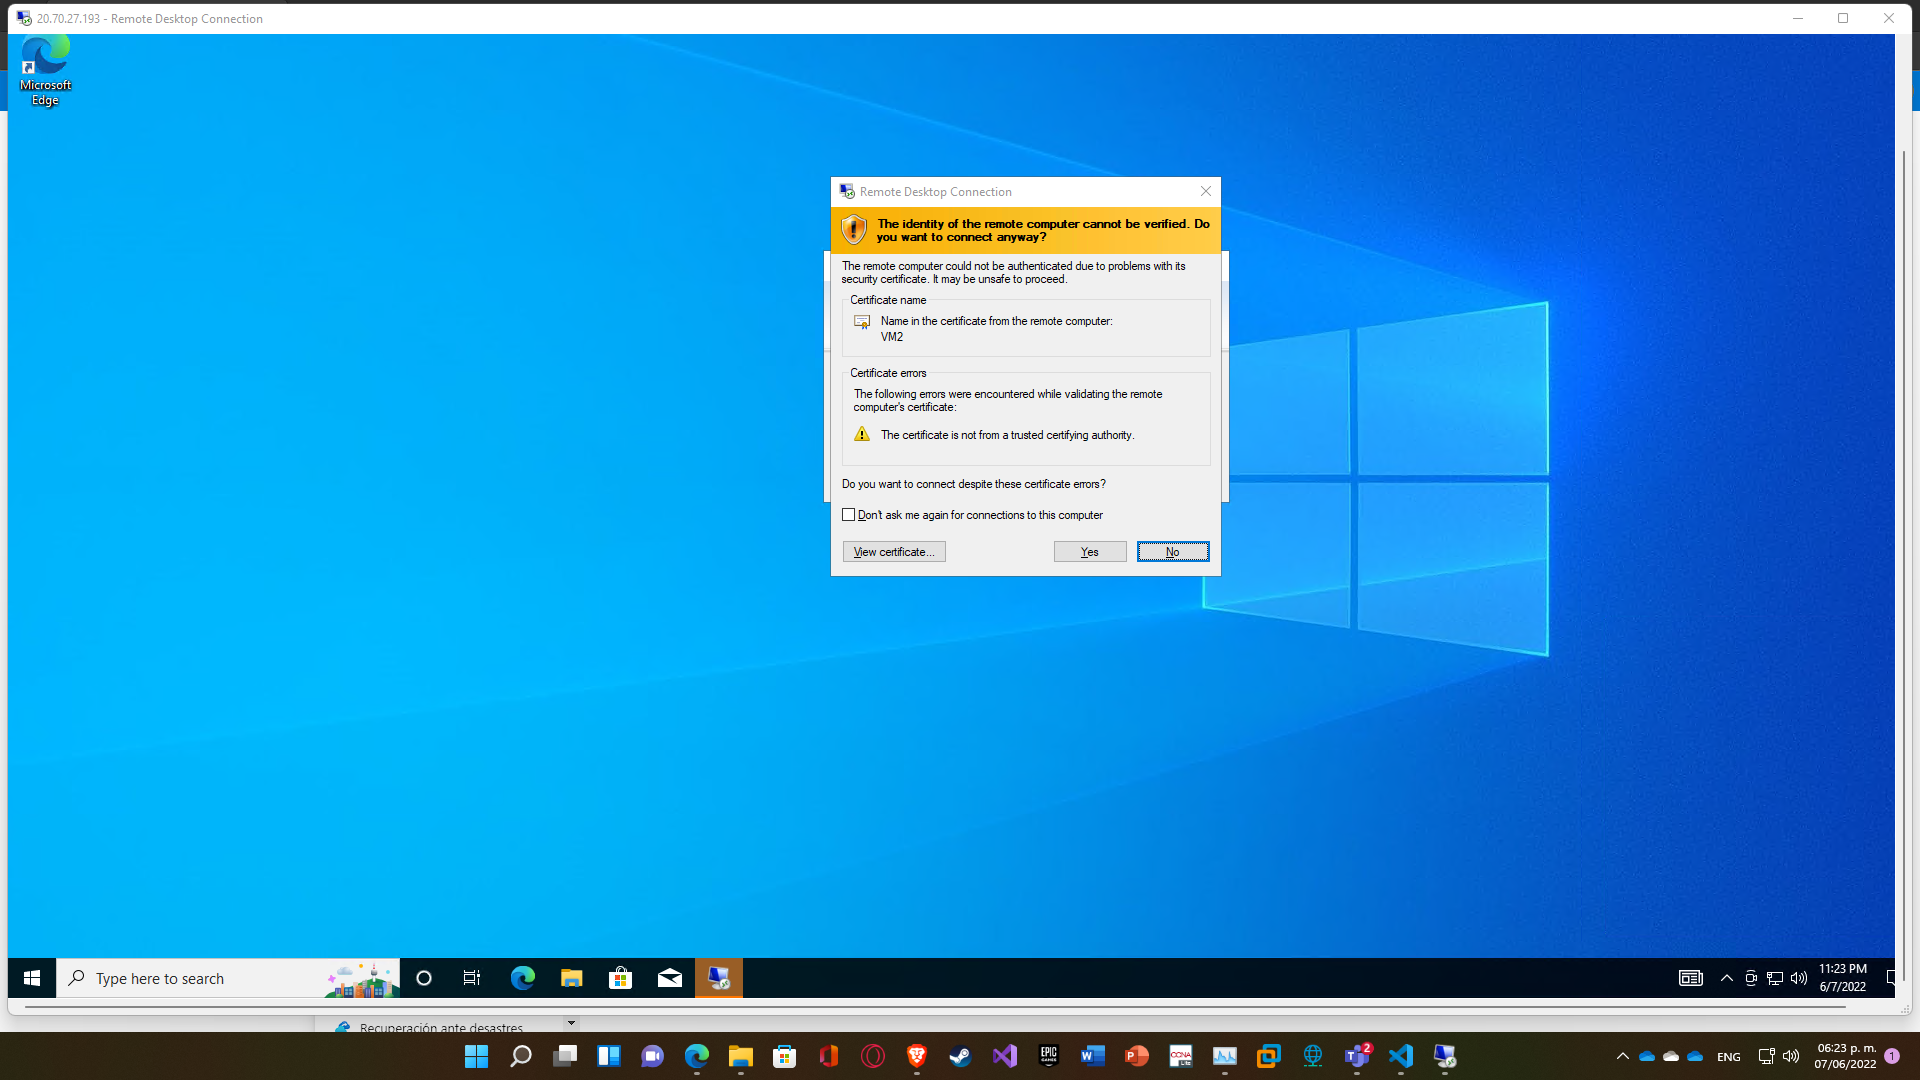 20.70.27.193 - Remote Desktop Connection
Microsoft
Edge
Remote Desktop Connection
The identity of the remote computer cannot be verified. Do
you want to connect anyway?
The remote computer could not be authenticated due to problems with its
security certificate. It may be unsafe to proceed.
Certificate name
Name in the certificate from the remote computer:
VM2
Certificate errors
The following errors were encountered while validating the remote
computer's certificate:
The certificate is not from a trusted certifying authority.
Do you want to connect despite these certificate errors?
Don't ask me again for connections to this computer
View certificate...
Yes
No
Type here to search
11:23 PM
6/7/2022
Recuperación ante desastres
EPIC
GAMES
CCNA
2
ENG
06:23 p. m.
07/06/2022
1